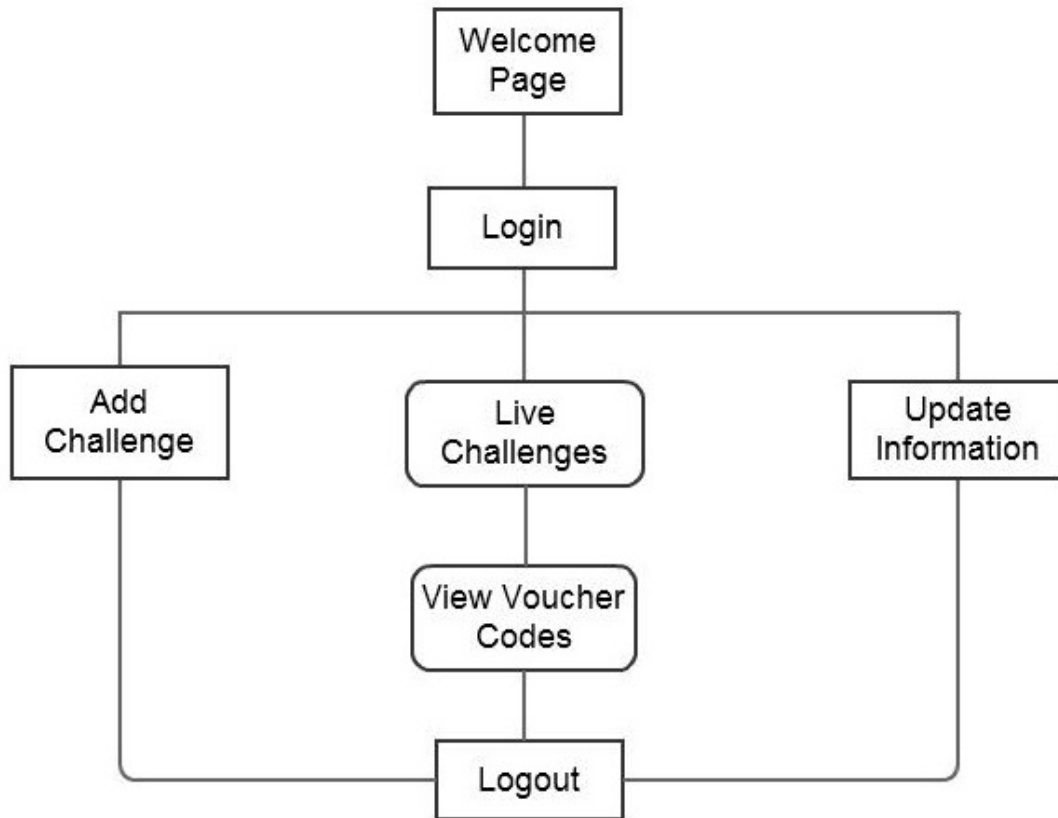 Welcome
Page
Login
Add
Challenge
Live
Challenges
Update
Information
View Voucher
Codes
Logout